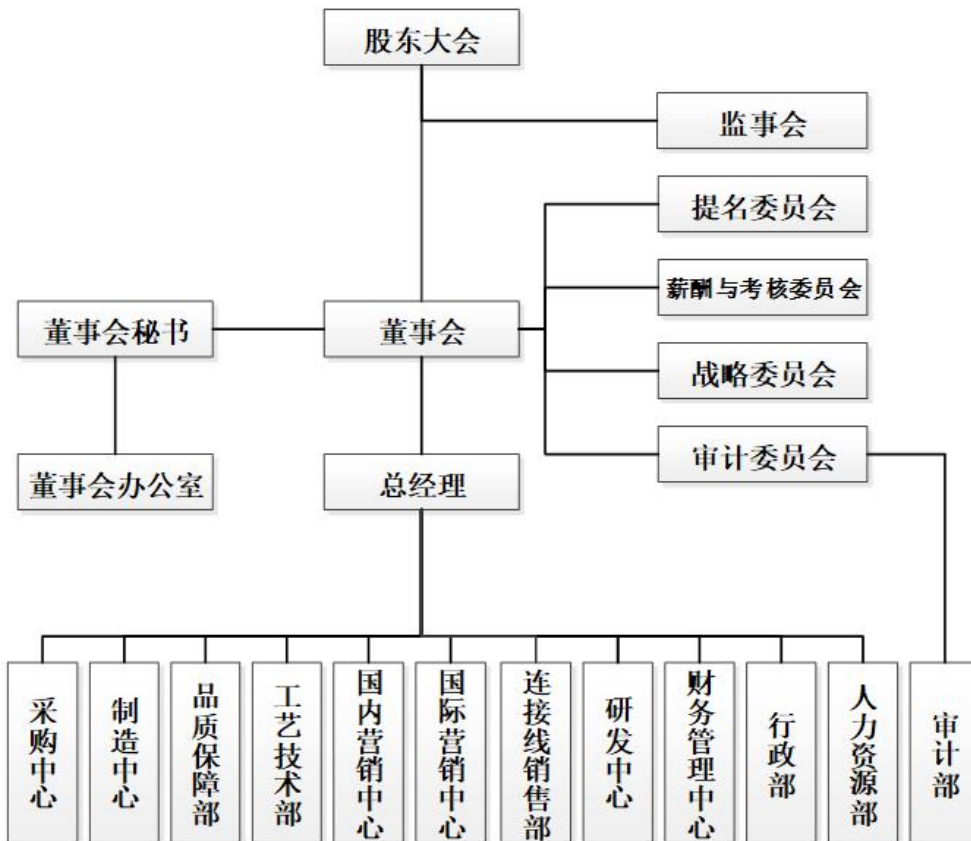 股东大会
监事会
提名委员会
薪酬与考核委员会
董事会秘书
董事会
战略委员会
董事会办公室
总经理
审计委员会
采购中心
制造中心
品质保障部
工艺技术部
国内营销中心
国际营销中心
连接线销售部
研发中心
财务管理中心
行政部
人力资源部
审计部